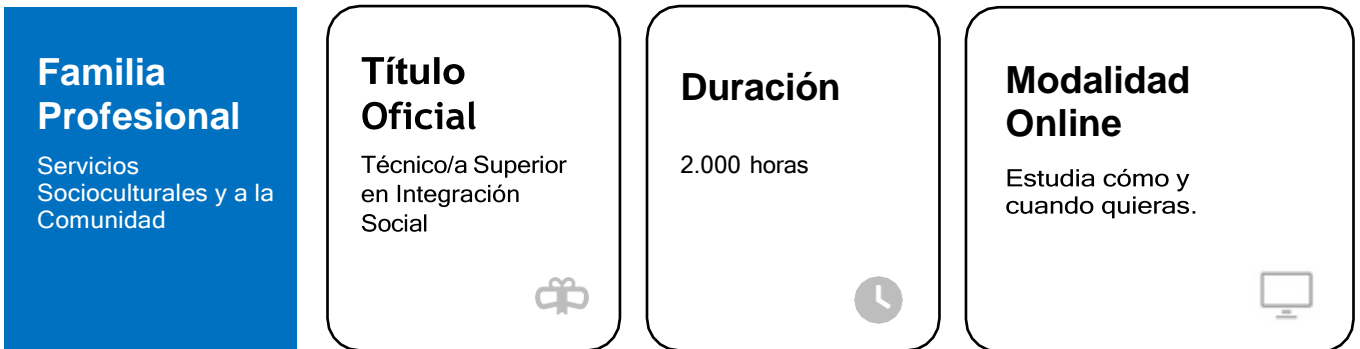 Familia
Profesional
Servicios
Socioculturales y a la
Comunidad
Título
Oficial
Técnico/a Superior
en Integración
Social
Duración
2.000 horas
Modalidad
Online
Estudia cómo y
cuando quieras.